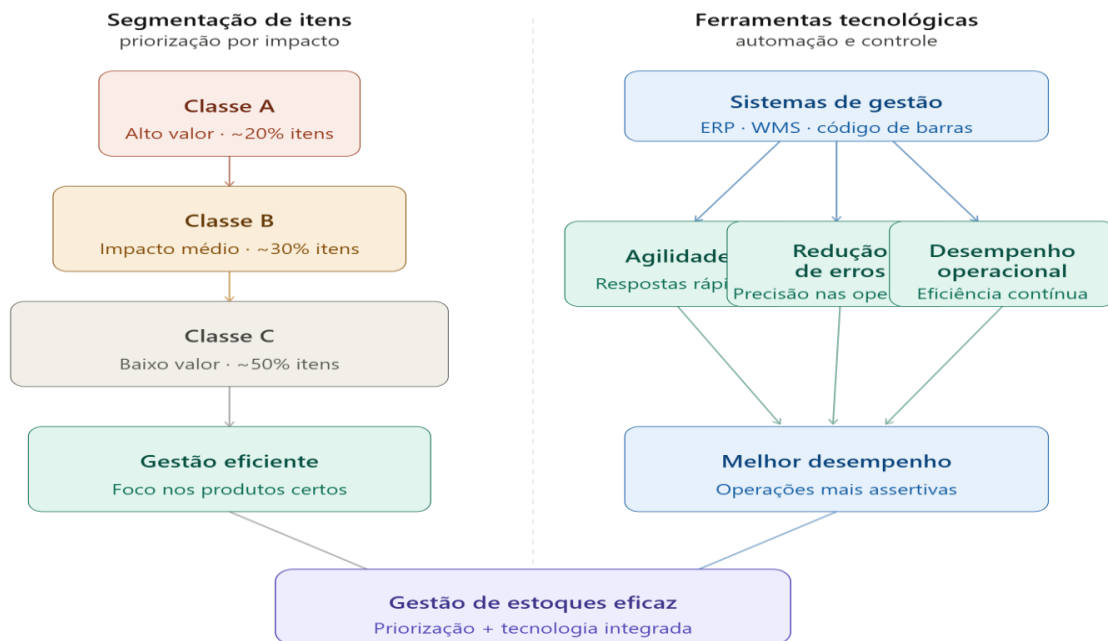 Segmentação de itens
priorização por impacto
Classe A
Alto valor · ~20% itens
Classe B
Impacto médio · ~30% itens
Classe C
Baixo valor · ~50% itens
Gestão eficiente
Foco nos produtos certos
Ferramentas tecnológicas
automação e controle
Sistemas de gestão
ERP · WMS · código de barras
Agilidade
Respostas
Redução
de erros
Precisão nas
Desempenho
operacional
Eficiência contínua
Melhor desempenho
Operações mais assertivas
Gestão de estoques eficaz
Priorização + tecnologia integrada